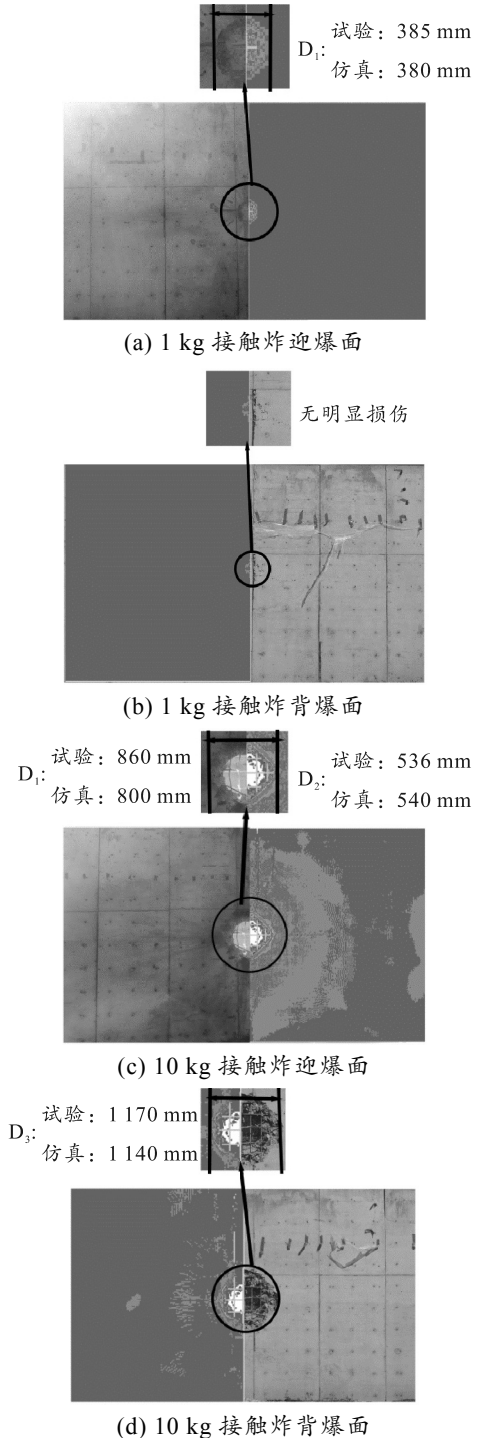 D₁:
试验：385 mm
仿真：380 mm
(a) 1 kg 接触炸迎爆面
无明显损伤
(b) 1 kg 接触炸背爆面
D₁:
试验：860 mm
仿真：800 mm
D₂:
试验：536 mm
仿真：540 mm
(c) 10 kg 接触炸迎爆面
D₃:
试验：1 170 mm
仿真：1 140 mm
(d) 10 kg 接触炸背爆面